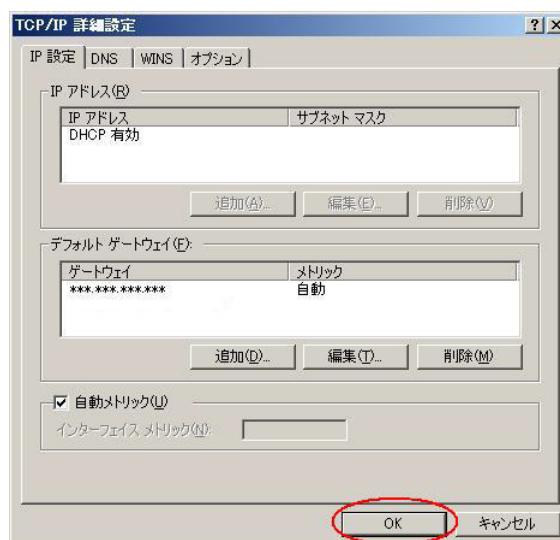 TCP/IP 詳細設定
IP 設定 DNS WINS オプション
IP アドレス(R)
IP アドレス サブネット マスク
DHCP 有効
追加(A)... 編集(E)... 削除(V)
デフォルト ゲートウェイ(F):
ゲートウェイ メトリック
***.***.***.*** 自動
追加(D)... 編集(T)... 削除(M)
自動メトリック(U)
インターフェイス メトリック(N):
OK キャンセル